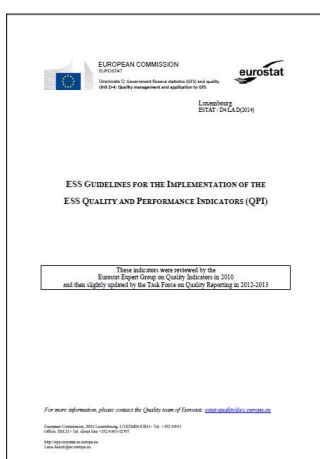 EUROPEAN COMMISSION
EUROSTAT
Directorate D: Government finance statistics (GFS) and quality
Unit D-4: Quality management and application to GFS
eurostat
Luxembourg
ESTAT / D4/LAD(2014)
ESS GUIDELINES FOR THE IMPLEMENTATION OF THE
ESS QUALITY AND PERFORMANCE INDICATORS (QPI)
These indicators were reviewed by the
Eurostat Expert Group on Quality Indicators in 2010
and then slightly updated by the Task Force on Quality Reporting in 2012-2013
For more information, please contact the Quality team of Eurostat: estat-quality@ec.europa.eu
European Commission, 2920 Luxembourg, LUXEMBOURG - Tel. +352 43011
http://epp.eurostat.ec.europa.eu